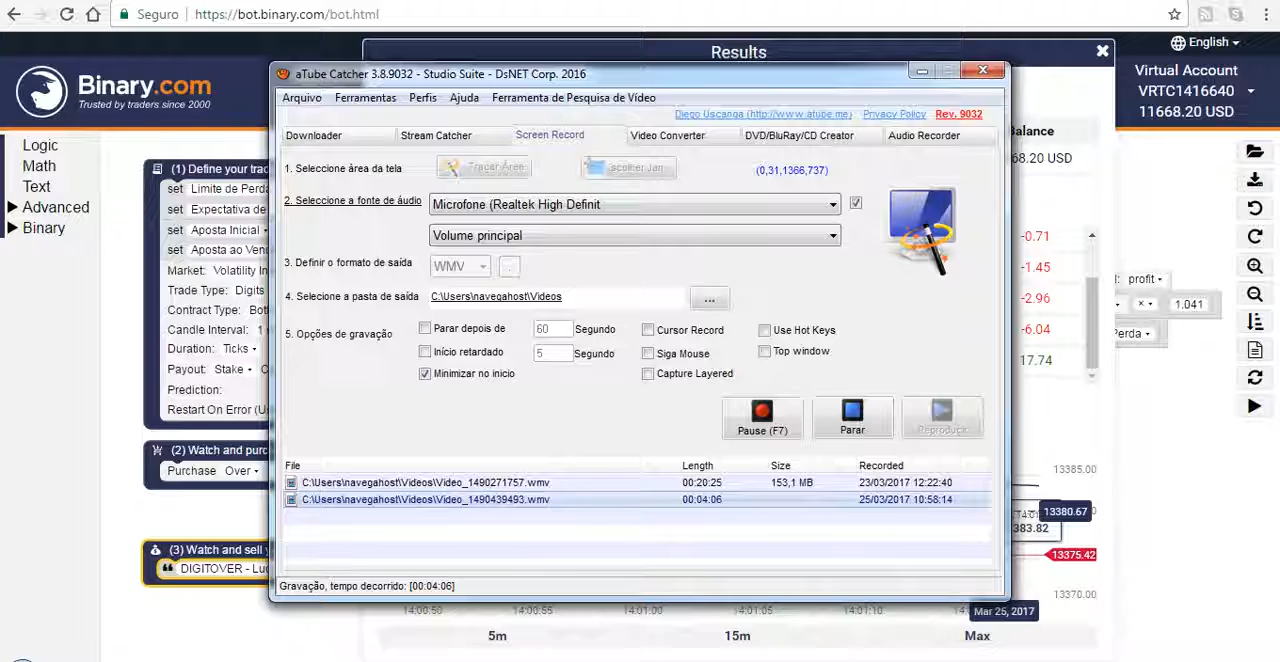 Seguro
https://bot.binary.com/bot.html
Results
English
aTube Catcher 3.8.9032 - Studio Suite - DsNET Corp. 2016
Binary.com
Trusted by traders since 2000
Virtual Account
VRTC1416640
11668.20 USD
Arquivo Ferramentas Perfis Ajuda Ferramenta de Pesquisa de Vídeo
Diego Uscanga (http://www.atube.me) Privacy Policy Rev. 9032
Downloader Stream Catcher Screen Record Video Converter DVD/BluRay/CD Creator Audio Recorder
Logic
Math
Text
Advanced
Binary
(1) Define your trad
set Limite de Perda
set Expectativa de
set Aposta Inicial
set Aposta ao Ven
Market: Volatility In
Trade Type: Digits
Contract Type: Bot
Candle Interval: 1
Duration: Ticks
Payout: Stake
Prediction:
Restart On Error (U
(2) Watch and purc
Purchase Over
(3) Watch and sell y
DIGITOVER - Luc
1. Seleccione área da tela
Traçar Área
(0,31,1366,737)
2. Seleccione a fonte de áudio
Microfone (Realtek High Definit
Volume principal
3. Definir o formato de saída
WMV
4. Selecione a pasta de saída
C:\Users\navegahost\Videos
...
5. Opções de gravação
Parar depois de 60 Segundo
Cursor Record
Use Hot Keys
Início retardado 5 Segundo
Siga Mouse
Top window
Minimizar no inicio
Capture Layered
Pause (F7)
Parar
Reproducir
File Length Size Recorded
C:\Users\navegahost\Videos\Video_1490271757.wmv 00:20:25 153,1 MB 23/03/2017 12:22:40
C:\Users\navegahost\Videos\Video_1490439493.wmv 00:04:06 25/03/2017 10:58:14
Gravação, tempo decorrido: [00:04:06]
Balance
68.20 USD
-0.71
-1.45
-2.96
-6.04
17.74
profit
× 1.041
Perda
13385.00
13380.67
383.82
13375.42
13370.00
14:00:50 14:00:55 14:01:00 14:01:05 14:01:10
Mar 25, 2017
5m 15m Max